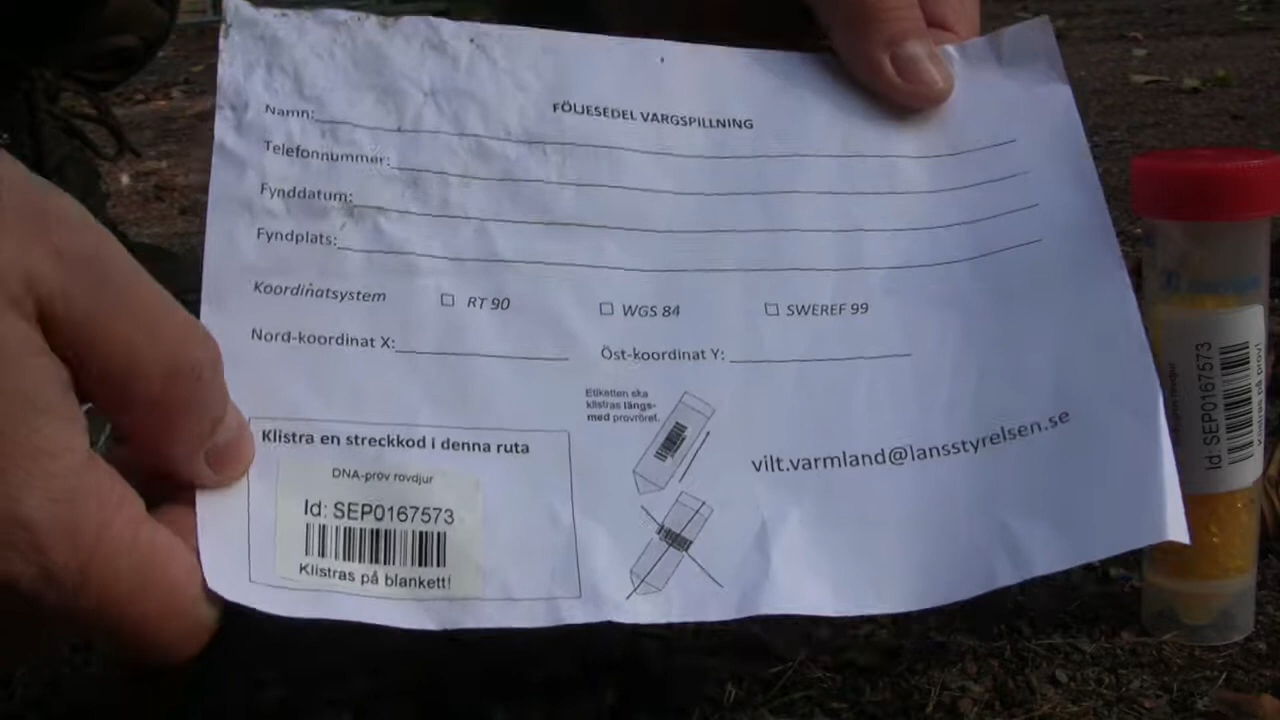 FÖLJESEDEL VARGSPILLNING
Namn:
Telefonnummer:
Fynddatum:
Fyndplats:
Koordinatsystem ☐ RT 90 ☐ WGS 84 ☐ SWEREF 99
Nord-koordinat X: Öst-koordinat Y:
Etiketten ska
klistras längs-
med provröret.
Klistra en streckkod i denna ruta
DNA-prov rovdjur
Id: SEP0167573
Klistras på blankett!
vilt.varmland@lansstyrelsen.se
rovdjur
Id: SEP0167573
Klistras på prov!